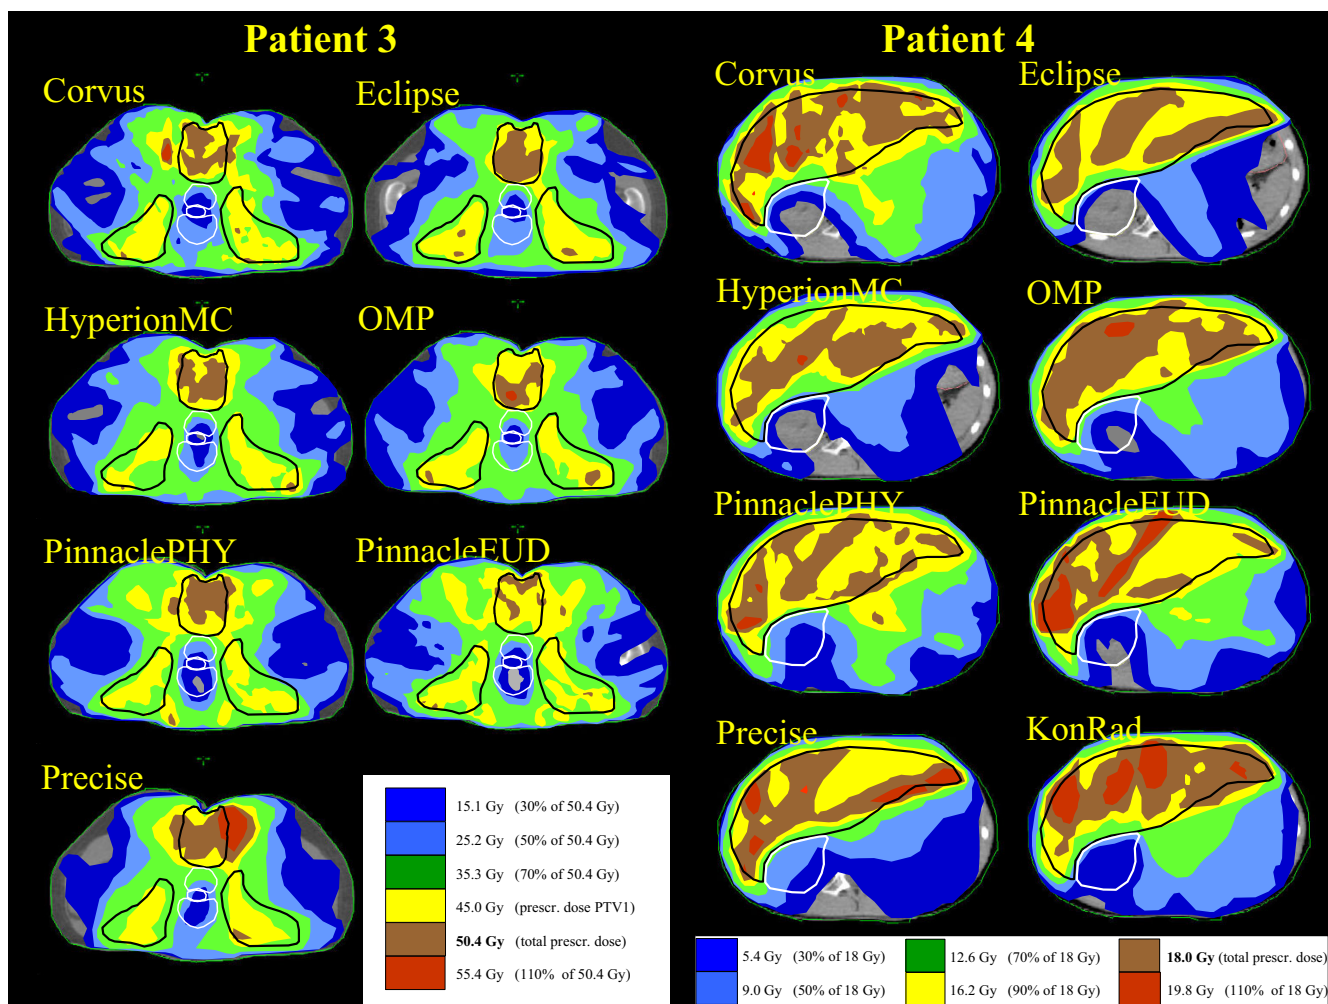 Patient 3
Patient 4
Corvus
Eclipse
Corvus
Eclipse
HyperionMC
OMP
HyperionMC
OMP
PinnaclePHY
PinnacleEUD
PinnaclePHY
PinnacleEUD
Precise
Precise
KonRad
15.1 Gy (30% of 50.4 Gy)
25.2 Gy (50% of 50.4 Gy)
35.3 Gy (70% of 50.4 Gy)
45.0 Gy (prescr. dose PTV1)
50.4 Gy (total prescr. dose)
55.4 Gy (110% of 50.4 Gy)
5.4 Gy (30% of 18 Gy)
12.6 Gy (70% of 18 Gy)
18.0 Gy (total prescr. dose)
9.0 Gy (50% of 18 Gy)
16.2 Gy (90% of 18 Gy)
19.8 Gy (110% of 18 Gy)